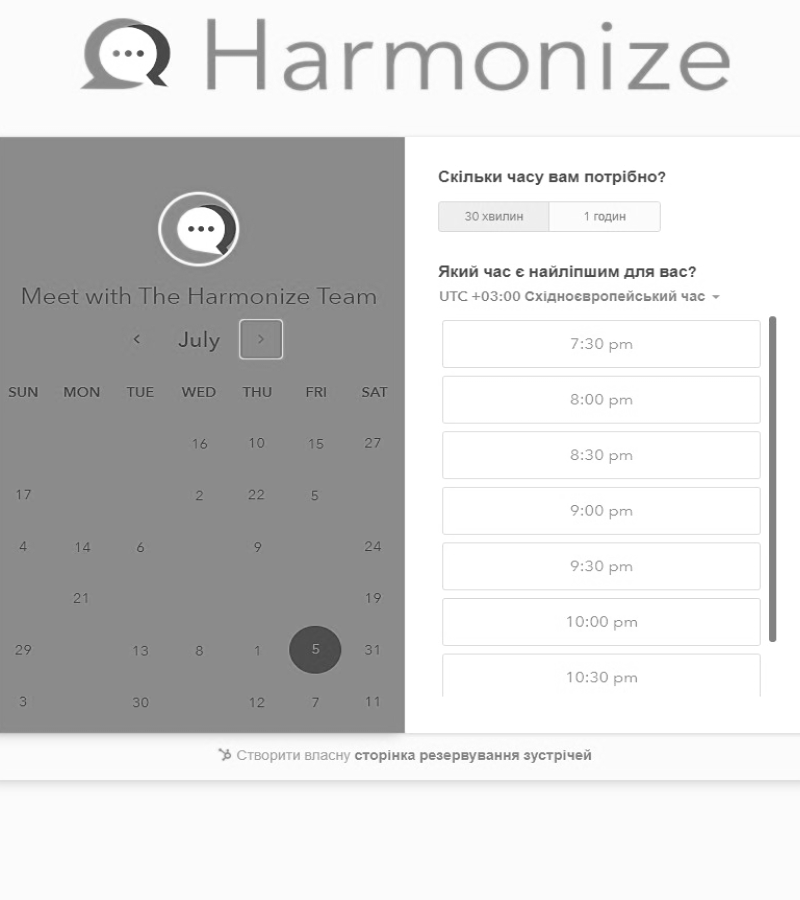 Harmonize
Meet with The Harmonize Team
July
SUN MON TUE WED THU FRI SAT
16 10 15 27
17 2 22 5
4 14 6 9 24
21 19
29 13 8 1 5 31
3 30 12 7 11
Скільки часу вам потрібно?
30 хвилин 1 годин
Який час є найліпшим для вас?
UTC +03:00 Східноєвропейський час
7:30 pm
8:00 pm
8:30 pm
9:00 pm
9:30 pm
10:00 pm
10:30 pm
Створити власну сторінка резервування зустрічей